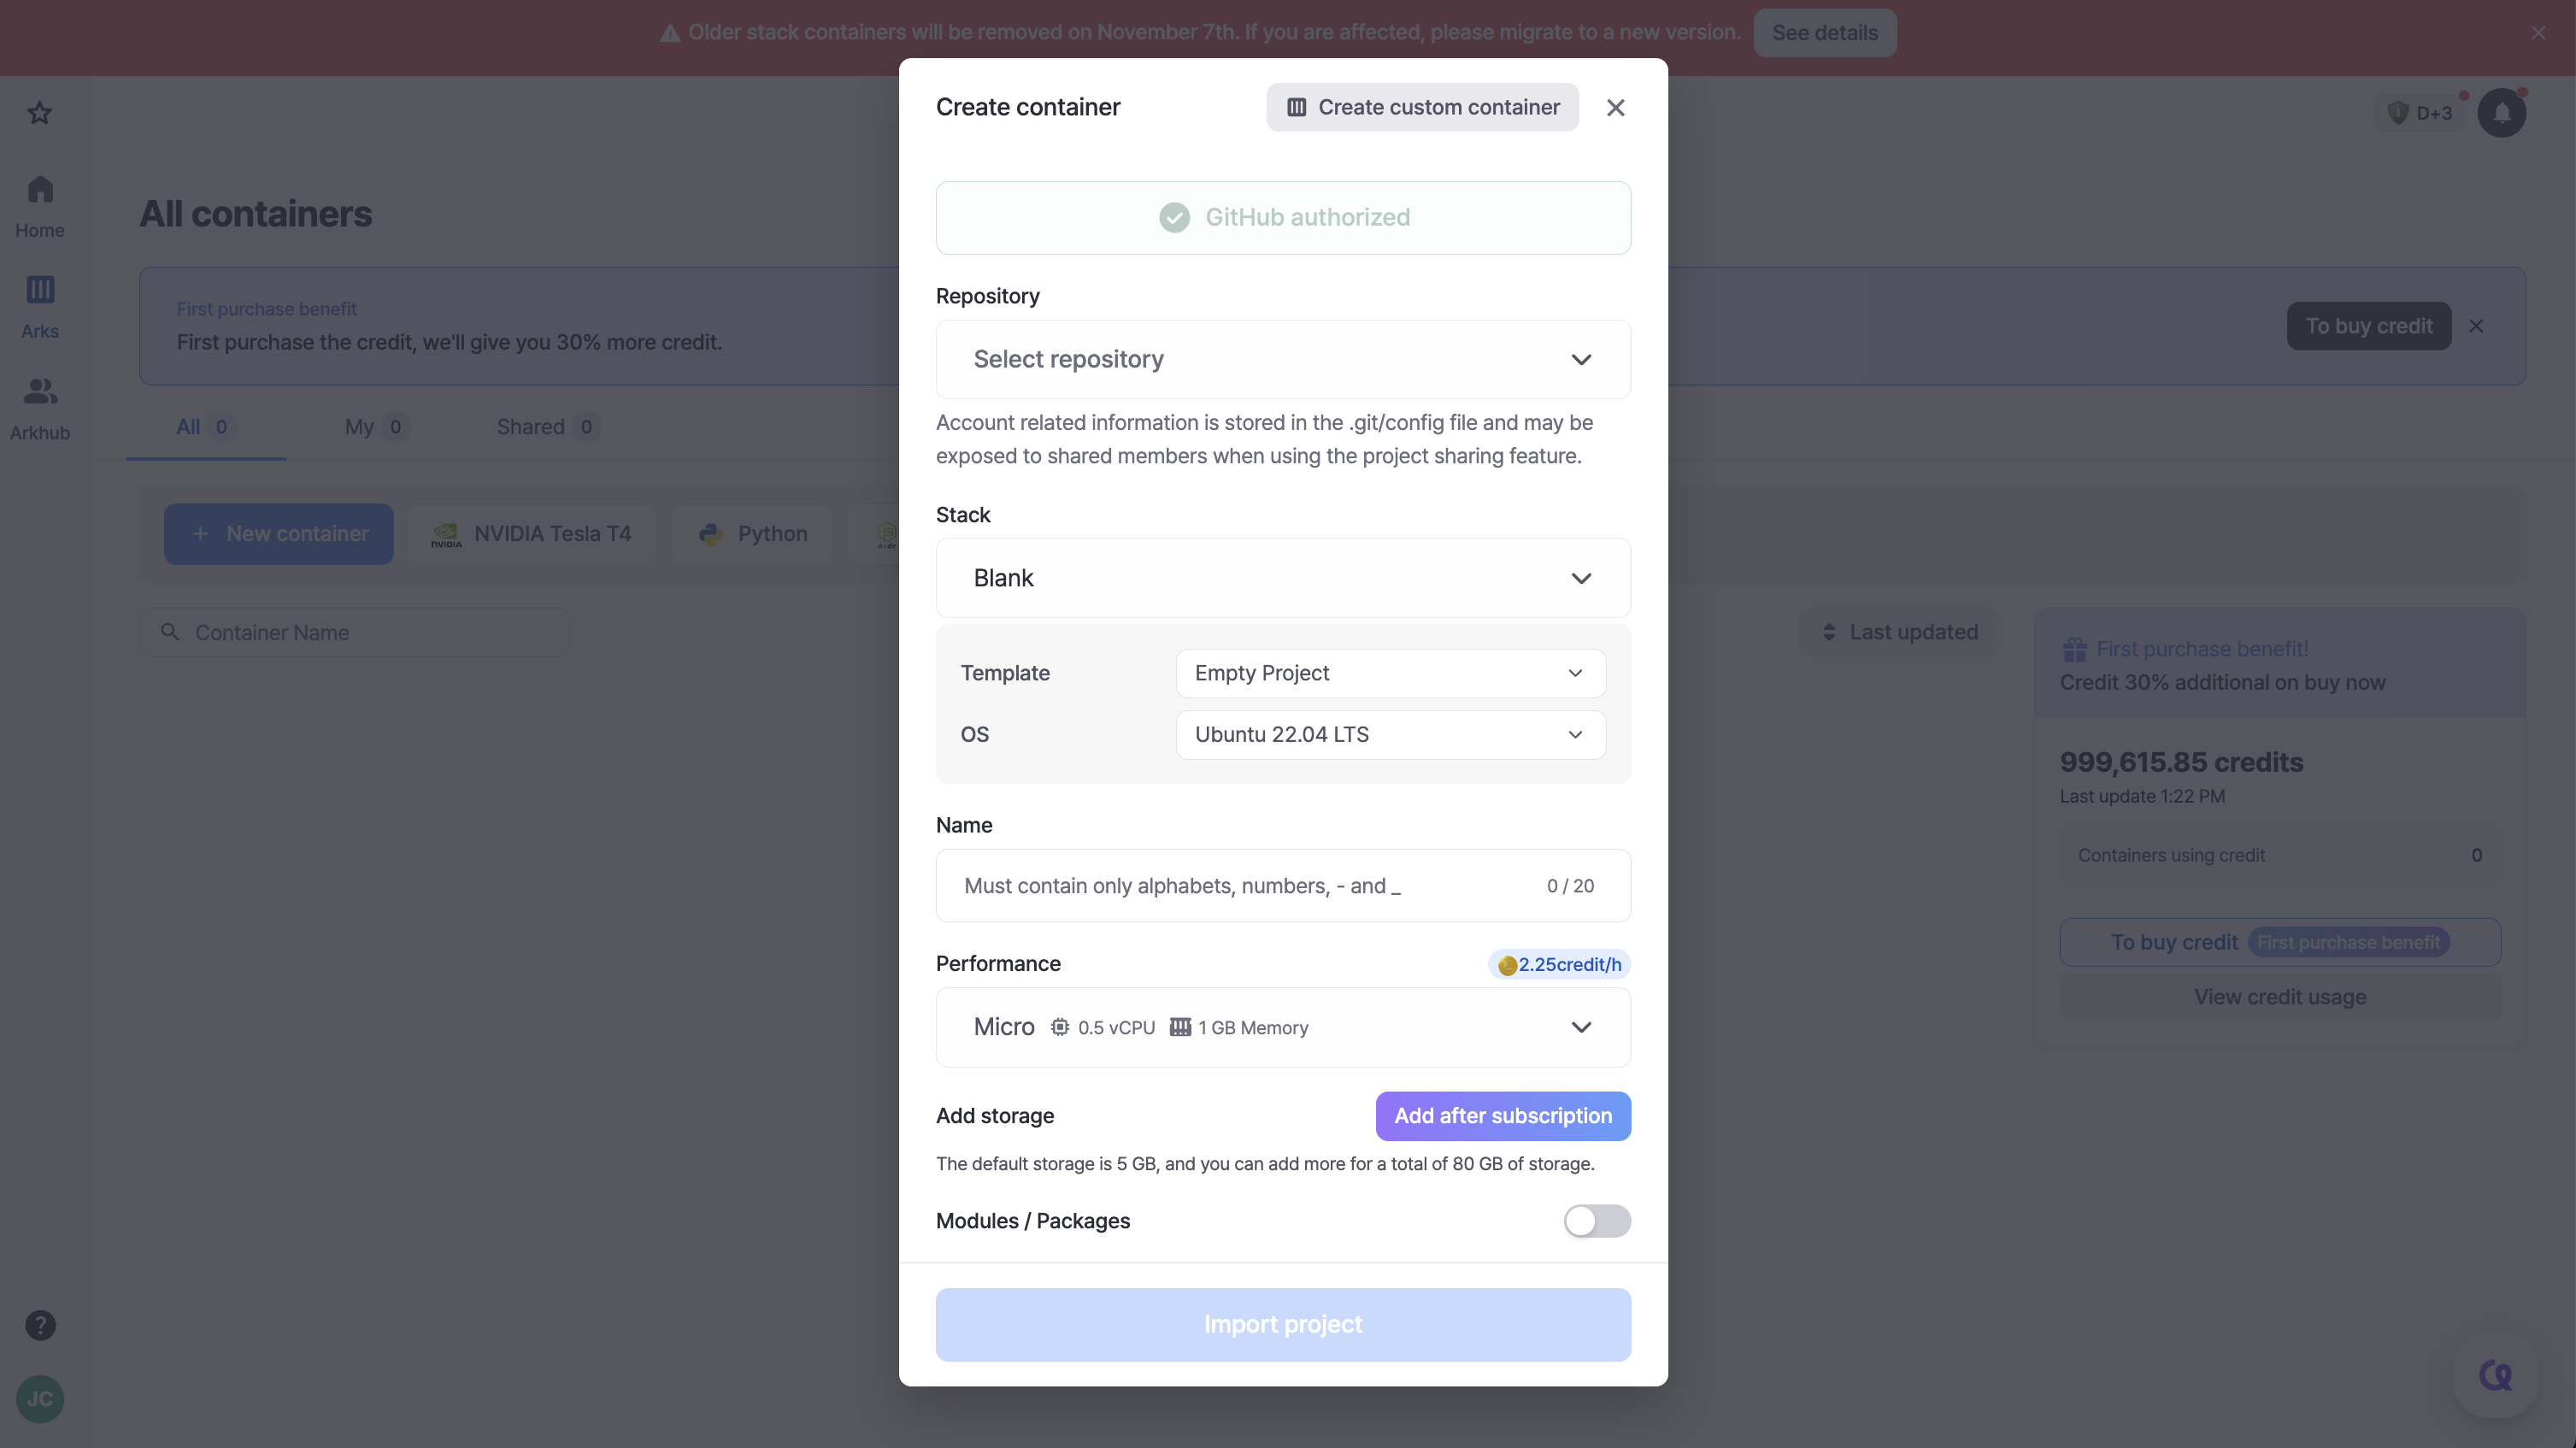 Older stack containers will be removed on November 7th. If you are affected, please migrate to a new version.
See details
Create container
Create custom container
D+3
Home
Arks
Arkhub
All containers
GitHub authorized
First purchase benefit
First purchase the credit, we'll give you 30% more credit.
To buy credit
Repository
Select repository
Account related information is stored in the .git/config file and may be
exposed to shared members when using the project sharing feature.
All 0
My 0
Shared 0
Stack
Blank
+ New container
NVIDIA
NVIDIA Tesla T4
Python
node
Container Name
Last updated
Template
Empty Project
OS
Ubuntu 22.04 LTS
First purchase benefit!
Credit 30% additional on buy now
999,615.85 credits
Last update 1:22 PM
Containers using credit 0
To buy credit First purchase benefit
View credit usage
Name
Must contain only alphabets, numbers, - and _
0 / 20
Performance
2.25credit/h
Micro 0.5 vCPU 1 GB Memory
Add storage
Add after subscription
The default storage is 5 GB, and you can add more for a total of 80 GB of storage.
Modules / Packages
Import project
?
JC